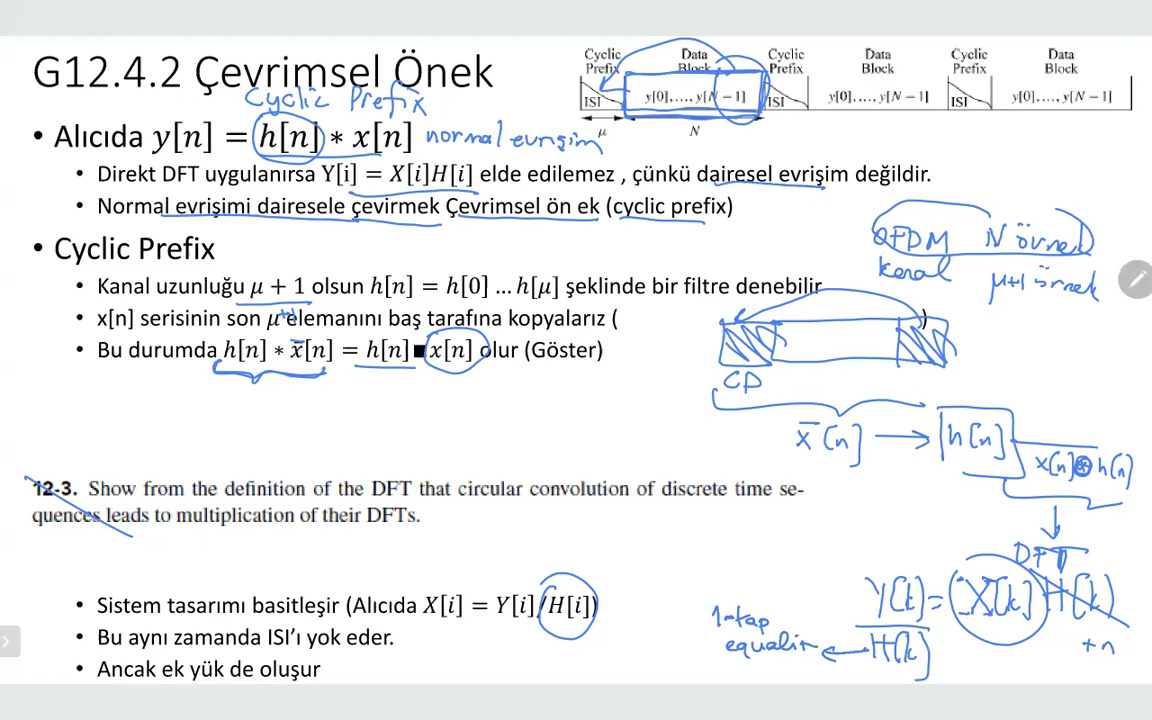 G12.4.2 Çevrimsel Önek
Cyclic Prefix
Cyclic Prefix Data Block Cyclic Prefix Data Block Cyclic Prefix Data Block
ISI y[0],...,y[N − 1] ISI y[0],...,y[N − 1] ISI y[0],...,y[N − 1]
μ N
• Alıcıda y[n] = h[n] ∗ x[n] normal evrişim
• Direkt DFT uygulanırsa Y[i] = X[i]H[i] elde edilemez , çünkü dairesel evrişim değildir.
• Normal evrişimi dairesele çevirmek Çevrimsel ön ek (cyclic prefix)
OFDM N örnek
kanal μ+1 örnek
• Cyclic Prefix
• Kanal uzunluğu μ + 1 olsun h[n] = h[0] … h[μ] şeklinde bir filtre denebilir
• x[n] serisinin son μ+1 elemanını baş tarafına kopyalarız ( )
• Bu durumda h[n] ∗ x̄[n] = h[n]■x[n] olur (Göster)
CP
x̄[n] → h[n]
x[n]⊛h[n]
12-3. Show from the definition of the DFT that circular convolution of discrete time se-
quences leads to multiplication of their DFTs.
DFT
Y[k] = X[k] H[k]
H[k] +n
1-tap
• Sistem tasarımı basitleşir (Alıcıda X[i] = Y[i]/H[i])
• Bu aynı zamanda ISI’ı yok eder.
• Ancak ek yük de oluşur